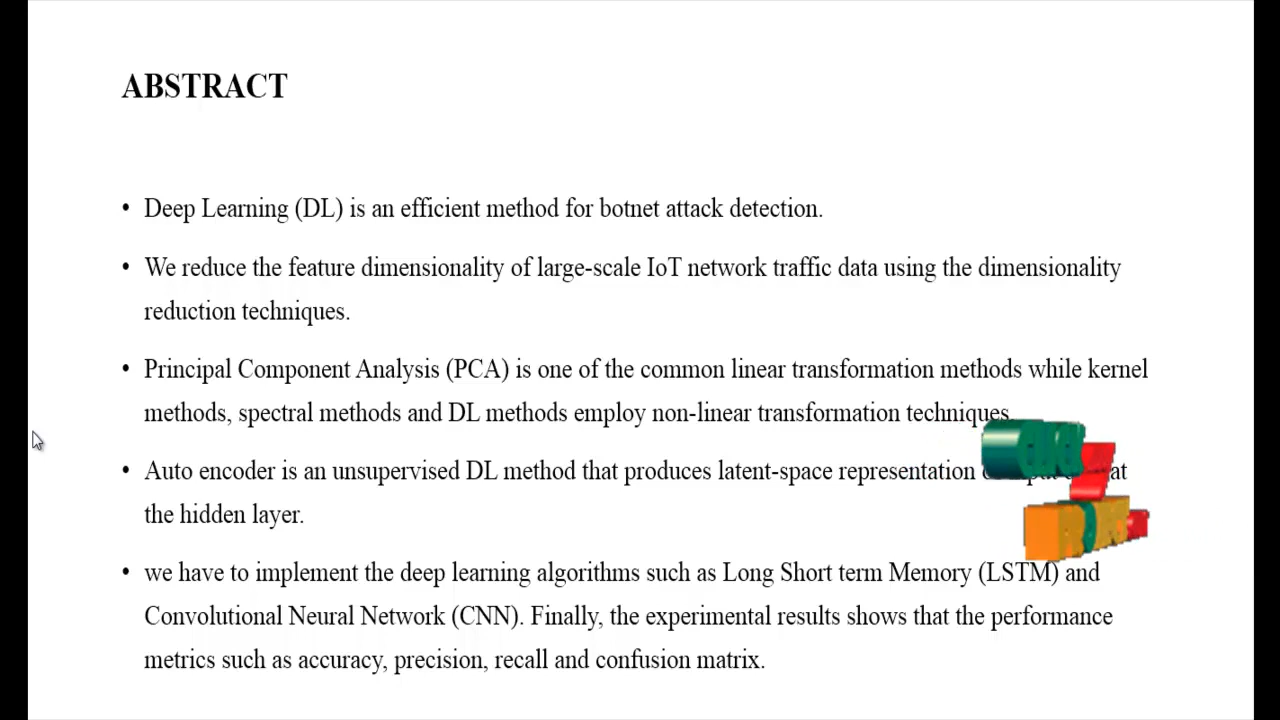 ABSTRACT
• Deep Learning (DL) is an efficient method for botnet attack detection.
• We reduce the feature dimensionality of large-scale IoT network traffic data using the dimensionality
reduction techniques.
• Principal Component Analysis (PCA) is one of the common linear transformation methods while kernel
methods, spectral methods and DL methods employ non-linear transformation techniques.
• Auto encoder is an unsupervised DL method that produces latent-space representation at
the hidden layer.
• we have to implement the deep learning algorithms such as Long Short term Memory (LSTM) and
Convolutional Neural Network (CNN). Finally, the experimental results shows that the performance
metrics such as accuracy, precision, recall and confusion matrix.